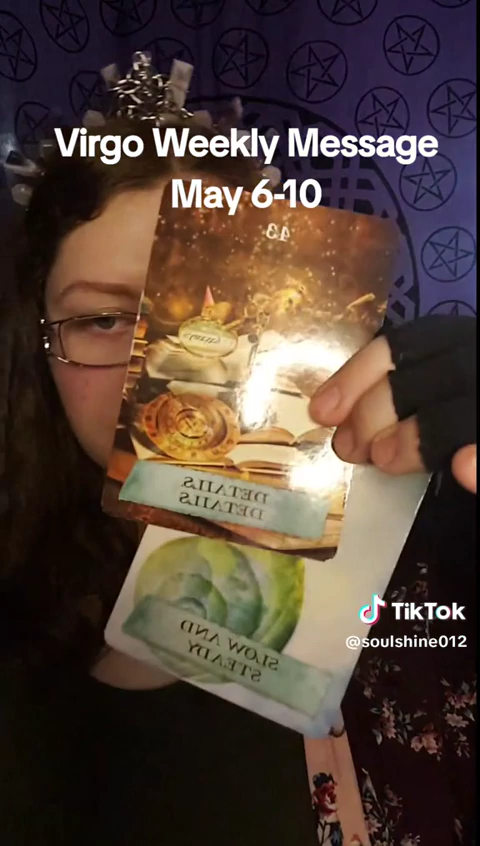 Virgo Weekly Message
May 6-10
43
DETAILS
DETAILS
SLOW AND
STEADY
TikTok
@soulshine012